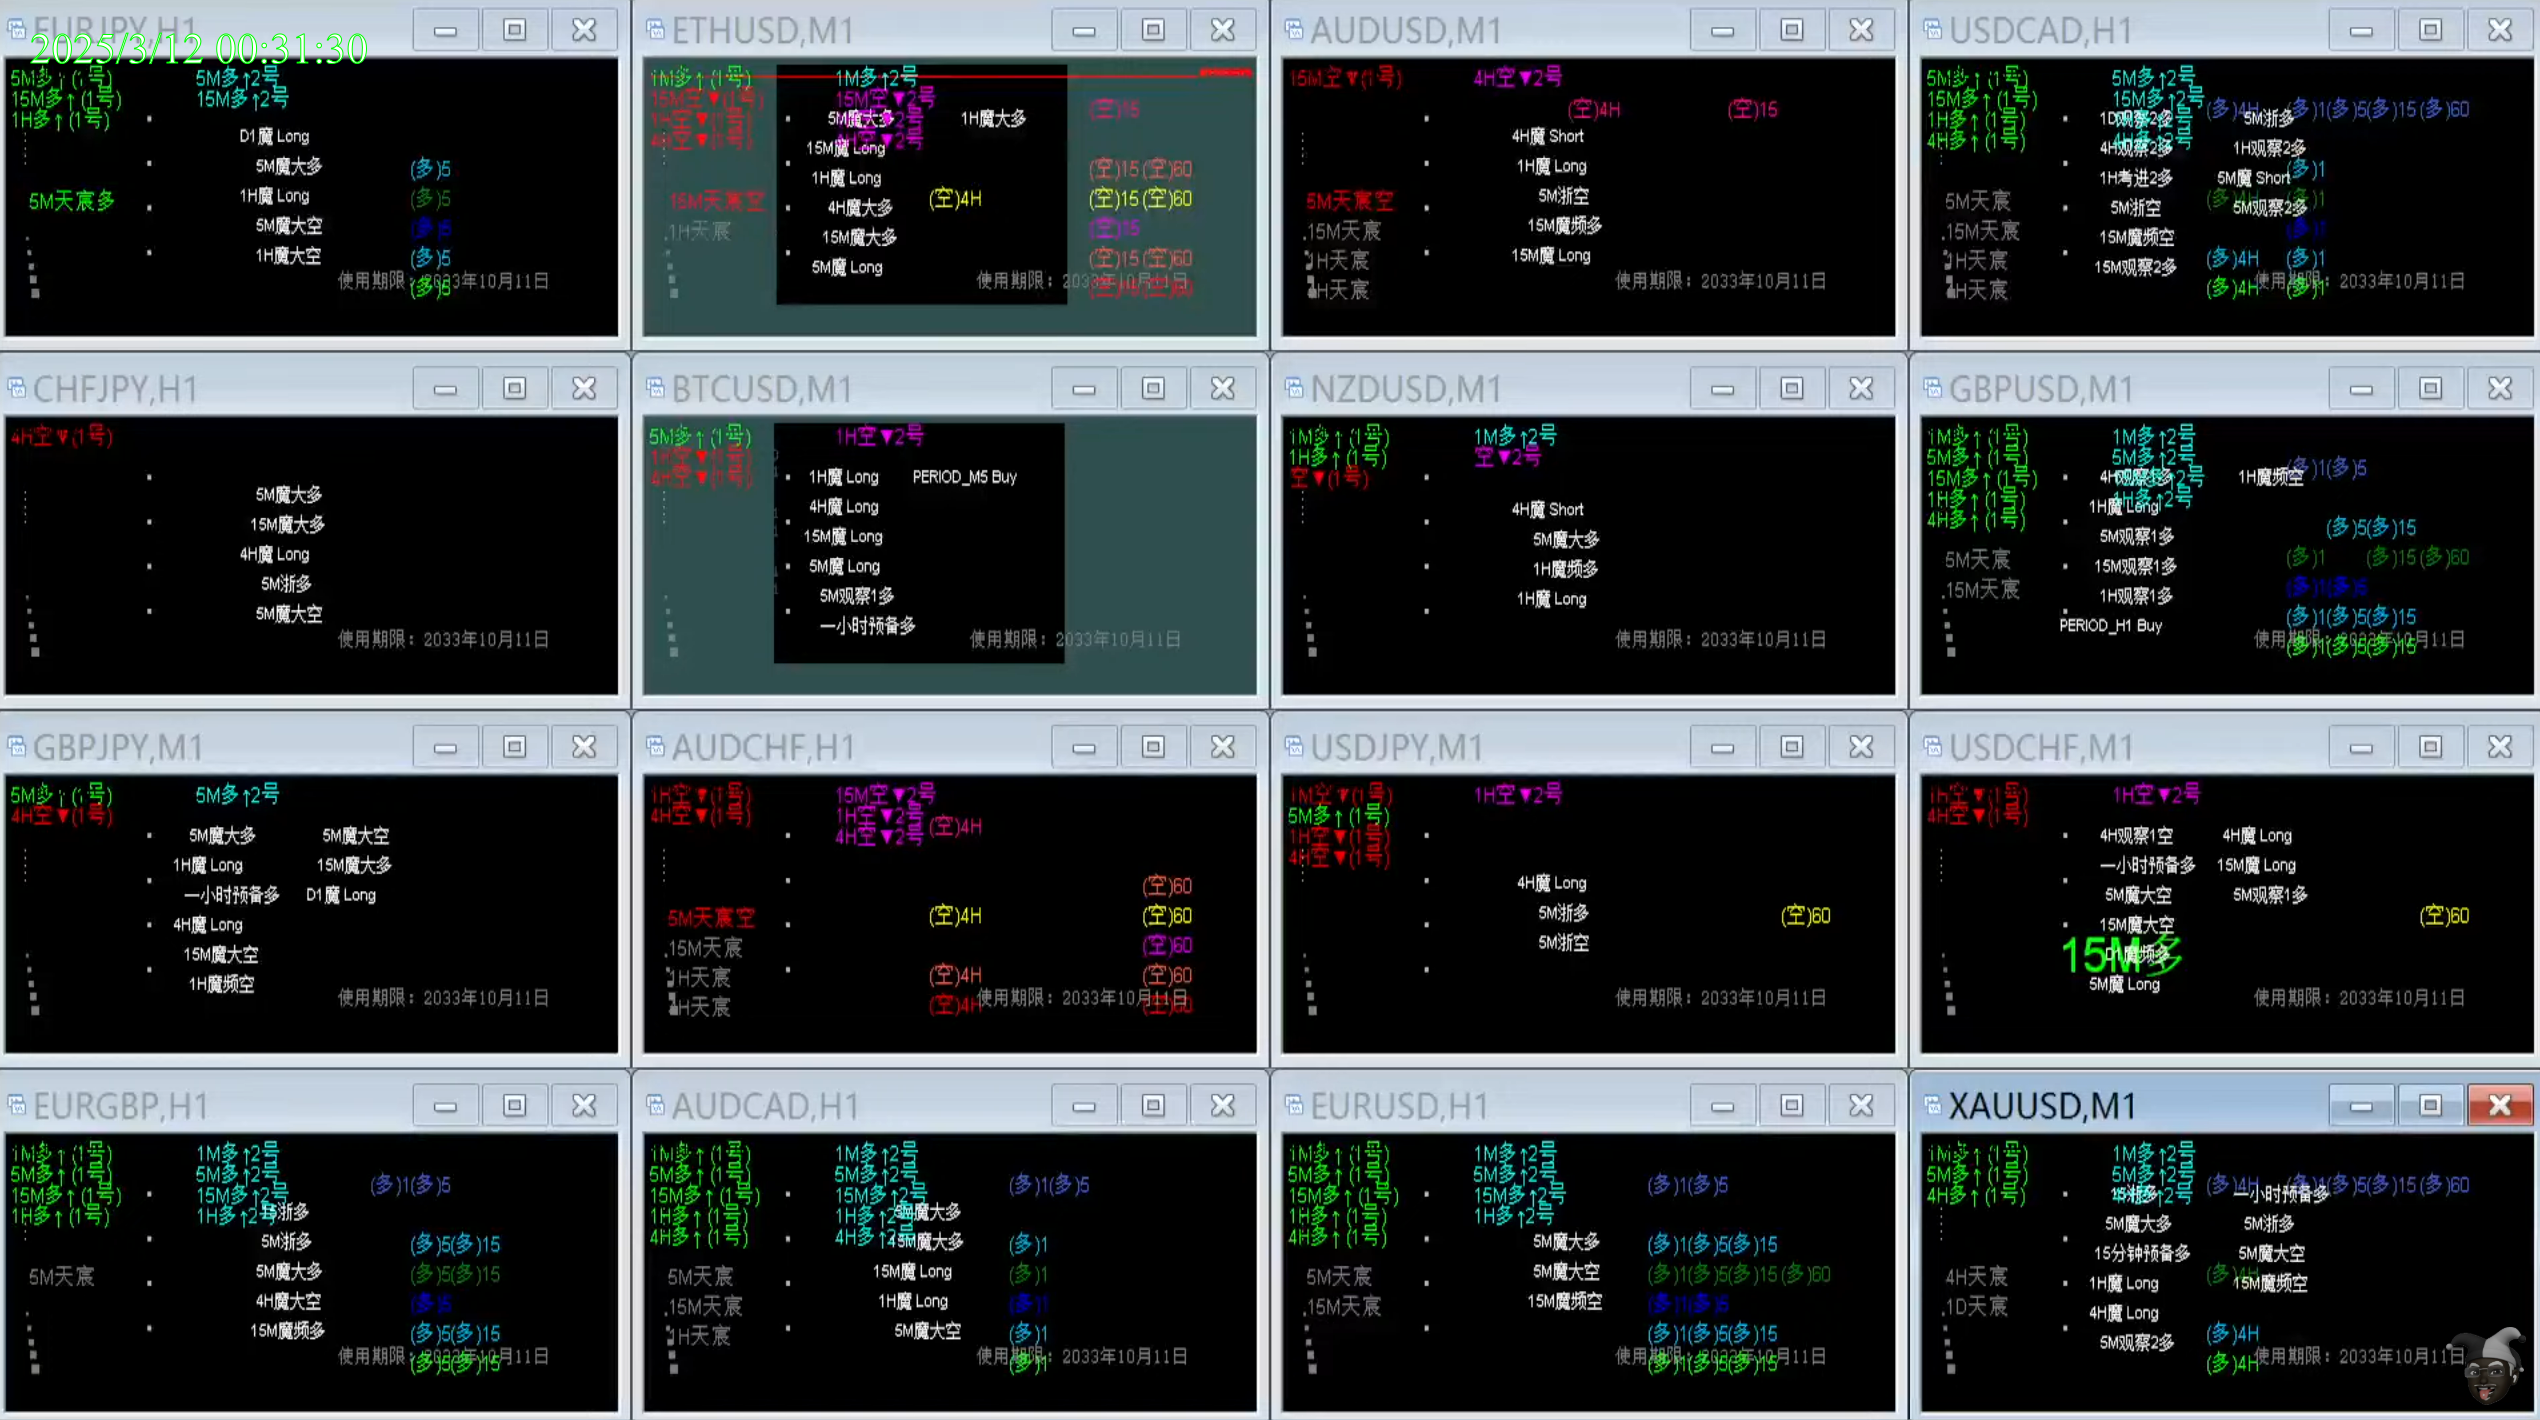 2025/3/12 00:31:30
EURJPY,H1
5M多↑(1号) 5M多↑2号
15M多↑(1号) 15M多↑2号
1H多↑(1号)
D1魔 Long
5M魔大多 (多)5
5M天宸多 1H魔 Long (多)5
5M魔大空 (多)5
1H魔大空 (多)5
使用期限：2033年10月11日
(多)5
ETHUSD,M1
1M多↑(1号) 1M多↑2号
15M空▼(1号) 15M空▼2号
1H空▼(1号) 5M魔大多 1H魔大多 (空)15
4H空▼(1号) 4H空▼2号
15M魔 Long
1H魔 Long (空)15(空)60
15M天宸空 4H魔大多 (空)4H (空)15(空)60
.1H天宸 15M魔大多 (空)15
5M魔 Long (空)15(空)60
使用期限：2033年10月11日
AUDUSD,M1
15M空▼(1号) 4H空▼2号
(空)4H (空)15
4H魔 Short
1H魔 Long
5M天宸空 5M浙空
.15M天宸 15M魔频多
1H天宸 15M魔 Long
4H天宸 使用期限：2033年10月11日
USDCAD,H1
5M多↑(1号) 5M多↑2号
15M多↑(1号) 15M多↑2号 (多)4H (多)1(多)5(多)15(多)60
1H多↑(1号) 1D观察2多 5M浙多
4H多↑(1号) 4H观察2多 1H观察2多
1H考进2多 5M魔 Short (多)1
5M天宸 5M浙空 5M观察2多
.15M天宸 15M魔频空
1H天宸 15M观察2多 (多)4H (多)1
4H天宸 (多)4H (多)1 使用期限：2033年10月11日
CHFJPY,H1
4H空▼(1号)
5M魔大多
15M魔大多
4H魔 Long
5M浙多
5M魔大空
使用期限：2033年10月11日
BTCUSD,M1
5M多↑(1号) 1H空▼2号
1H空▼(1号)
4H空▼(1号) 1H魔 Long PERIOD_M5 Buy
4H魔 Long
15M魔 Long
5M魔 Long
5M观察1多
一小时预备多
使用期限：2033年10月11日
NZDUSD,M1
1M多↑(1号) 1M多↑2号
1H多↑(1号) 空▼2号
空▼(1号)
4H魔 Short
5M魔大多
1H魔频多
1H魔 Long
使用期限：2033年10月11日
GBPUSD,M1
1M多↑(1号) 1M多↑2号
5M多↑(1号) 5M多↑2号 (多)1(多)5
15M多↑(1号) 4H观察1多 1H魔频空
1H多↑(1号) 1H多↑2号
4H多↑(1号) 1H魔 Long
5M观察1多 (多)5(多)15
5M天宸 15M观察1多 (多)1 (多)15(多)60
.15M天宸 1H观察1多 (多)1(多)5
PERIOD_H1 Buy (多)1(多)5(多)15
使用期限：2033年10月11日
(多)1(多)5(多)15
GBPJPY,M1
5M多↑(1号) 5M多↑2号
4H空▼(1号)
5M魔大多 5M魔大空
1H魔 Long 15M魔大多
一小时预备多 D1魔 Long
4H魔 Long
15M魔大空
1H魔频空
使用期限：2033年10月11日
AUDCHF,H1
1H空▼(1号) 15M空▼2号
4H空▼(1号) 1H空▼2号
4H空▼2号 (空)4H
(空)60
5M天宸空 (空)4H (空)60
.15M天宸 (空)60
1H天宸 (空)4H (空)60
4H天宸 (空)4H 使用期限：2033年10月11日 (空)60
USDJPY,M1
1M空▼(1号) 1H空▼2号
5M多↑(1号)
1H空▼(1号)
4H空▼(1号)
4H魔 Long
5M浙多 (空)60
5M浙空
使用期限：2033年10月11日
USDCHF,M1
1H空▼(1号) 1H空▼2号
4H空▼(1号)
4H观察1空 4H魔 Long
一小时预备多 15M魔 Long
5M魔大空 5M观察1多
15M魔大空 (空)60
15M多
D1魔频多
5M魔 Long
使用期限：2033年10月11日
EURGBP,H1
1M多↑(1号) 1M多↑2号
5M多↑(1号) 5M多↑2号 (多)1(多)5
15M多↑(1号) 15M多↑2号
1H多↑(1号) 1H多↑2号 浙多
5M浙多 (多)5(多)15
5M天宸 5M魔大多 (多)5(多)15
4H魔大空 (多)5
15M魔频多 (多)5(多)15
使用期限：2033年10月11日
(多)5(多)15
AUDCAD,H1
1M多↑(1号) 1M多↑2号
5M多↑(1号) 5M多↑2号 (多)1(多)5
15M多↑(1号) 15M多↑2号
1H多↑(1号) 1H多↑2号 5M魔大多
4H多↑(1号) 4H多↑ 15M魔大多 (多)1
5M天宸 15M魔 Long (多)1
.15M天宸 1H魔 Long (多)1
1H天宸 5M魔大空 (多)1
使用期限：2033年10月11日
(多)1
EURUSD,H1
1M多↑(1号) 1M多↑2号
5M多↑(1号) 5M多↑2号 (多)1(多)5
15M多↑(1号) 15M多↑2号
1H多↑(1号) 1H多↑2号
4H多↑(1号) 5M魔大多 (多)1(多)5(多)15
5M天宸 5M魔大空 (多)1(多)5(多)15(多)60
.15M天宸 15M魔频空 (多)1(多)5
(多)1(多)5(多)15
使用期限：2033年10月11日
(多)1(多)5(多)15
XAUUSD,M1
1M多↑(1号) 1M多↑2号
5M多↑(1号) 5M多↑2号 (多)4H (多)1(多)5(多)15(多)60
4H多↑(1号) 4H多↑2号 一小时预备多
5M魔大多 5M浙多
15分钟预备多 5M魔大空
4H天宸 1H魔 Long (多)4H 15M魔频空
.1D天宸 4H魔 Long
5M观察2多 (多)4H
(多)4H 使用期限：2033年10月11日